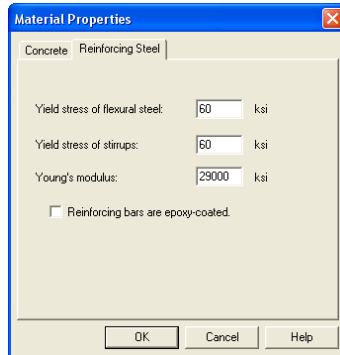 Material Properties
Concrete Reinforcing Steel
Yield stress of flexural steel: 60 ksi
Yield stress of stirrups: 60 ksi
Young's modulus: 29000 ksi
Reinforcing bars are epoxy-coated.
OK Cancel Help